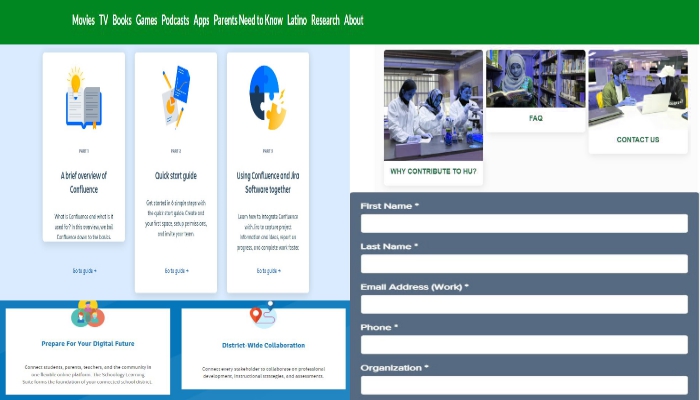 Movies TV Books Games Podcasts Apps Parents Need to Know Latino Research About
PART 1
A brief overview of
Confluence
What is Confluence and what is it
used for? In this overview, we boil
Confluence down to the basics.
Go to guide
PART 2
Quick start guide
Get started in 6 simple steps with
the quick start guide. Create and
your first space, setup permissions,
and invite your team.
Go to guide
PART 3
Using Confluence and Jira
Software together
Learn how to integrate Confluence
with Jira to capture project
information and ideas, report on
progress, and complete work faster.
Go to guide
WHY CONTRIBUTE TO HU?
FAQ
CONTACT US
Prepare For Your Digital Future
Connect students, parents, teachers, and the community in
one flexible online platform. The Schoology Learning
Suite forms the foundation of your connected school district.
District-Wide Collaboration
Connect every stakeholder to collaborate on professional
development, instructional strategies, and assessments.
First Name *
Last Name *
Email Address (Work) *
Phone *
Organization *